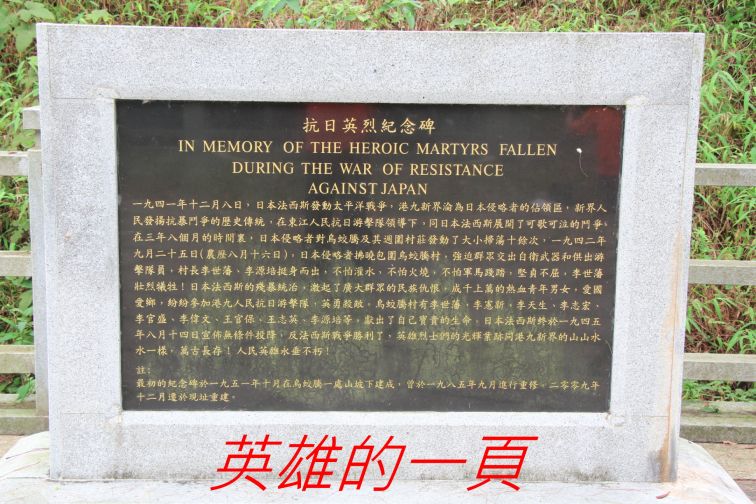 抗日英烈紀念碑
IN MEMORY OF THE HEROIC MARTYRS FALLEN
DURING THE WAR OF RESISTANCE
AGAINST JAPAN
一九四一年十二月八日，日本法西斯發動太平洋戰爭，港九新界淪為日本侵略者的佔領區，新界人
民發揚抗暴鬥爭的歷史傳統，在東江人民抗日游擊隊領導下，同日本法西斯展開了可歌可泣的鬥爭。
在三年八個月的時間裏，日本侵略者對烏蛟騰及其週圍村莊發動了大小掃蕩十餘次，一九四二年
九月二十五日（農歷八月十六日），日本侵略者拂曉包圍烏蛟騰村，強迫群眾交出自衛武器和供出游
擊隊員，村長李世藩、李源培挺身而出，不怕灌水，不怕火燒，不怕軍馬踐踏，堅貞不屈，李世藩
壯烈犧牲！日本法西斯的殘暴統治，激起了廣大群眾的民族仇恨，成千上萬的熱血青年男女，愛國
愛鄉，紛紛參加港九人民抗日游擊隊，英勇殺敵。烏蛟騰村有李世藩、李憲新、李天生、李志宏、
李官盛、李偉文、王官保、王志英、李源培等，獻出了自己寶貴的生命。日本法西斯終於一九四五
年八月十四日宣佈無條件投降，反法西斯戰爭勝利了，英雄烈士們的光輝業跡同港九新界的山山水
水一樣，萬古長存！人民英雄永垂不朽！
註：
最初的紀念碑於一九五一年十月在烏蛟騰一處山坡下建成，曾於一九八五年九月進行重修。二零零九年
十二月遷於現址重建。
英雄的一頁